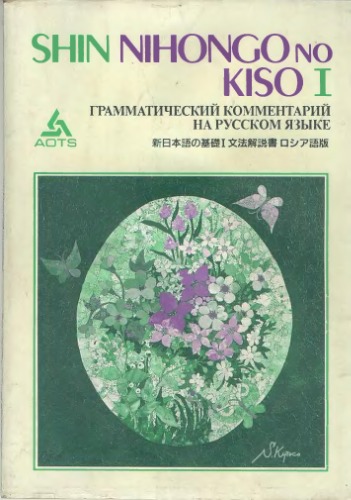 SHIN NIHONGO NO
KISO I
ГРАММАТИЧЕСКИЙ КОММЕНТАРИЙ
НА РУССКОМ ЯЗЫКЕ
AOTS
新日本語の基礎I文法解説書 ロシア語版